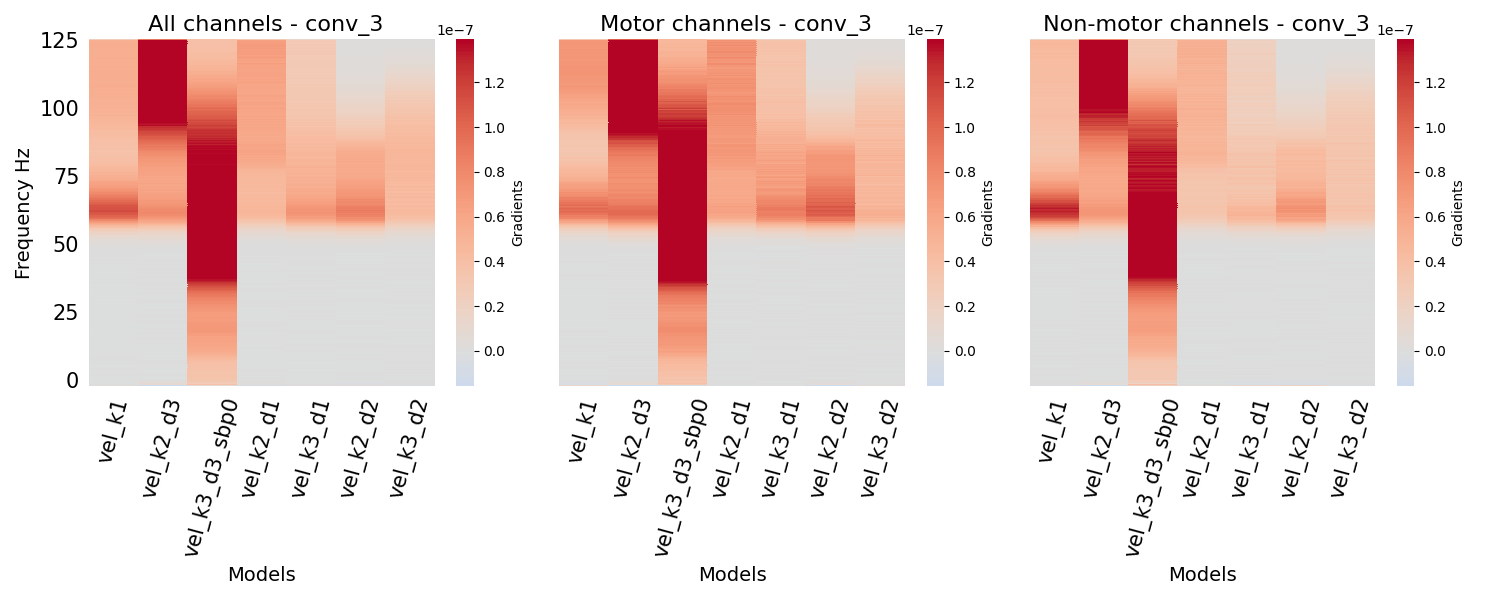 All channels - conv_3
1e−7
Motor channels - conv_3
1e−7
Non-motor channels - conv_3
1e−7
Frequency Hz
125
100
75
50
25
0
1.2
1.0
0.8
0.6
0.4
0.2
0.0
Gradients
1.2
1.0
0.8
0.6
0.4
0.2
0.0
Gradients
1.2
1.0
0.8
0.6
0.4
0.2
0.0
Gradients
vel_k1
vel_k2_d3
vel_k3_d3_sbp0
vel_k2_d1
vel_k3_d1
vel_k2_d2
vel_k3_d2
vel_k1
vel_k2_d3
vel_k3_d3_sbp0
vel_k2_d1
vel_k3_d1
vel_k2_d2
vel_k3_d2
vel_k1
vel_k2_d3
vel_k3_d3_sbp0
vel_k2_d1
vel_k3_d1
vel_k2_d2
vel_k3_d2
Models
Models
Models